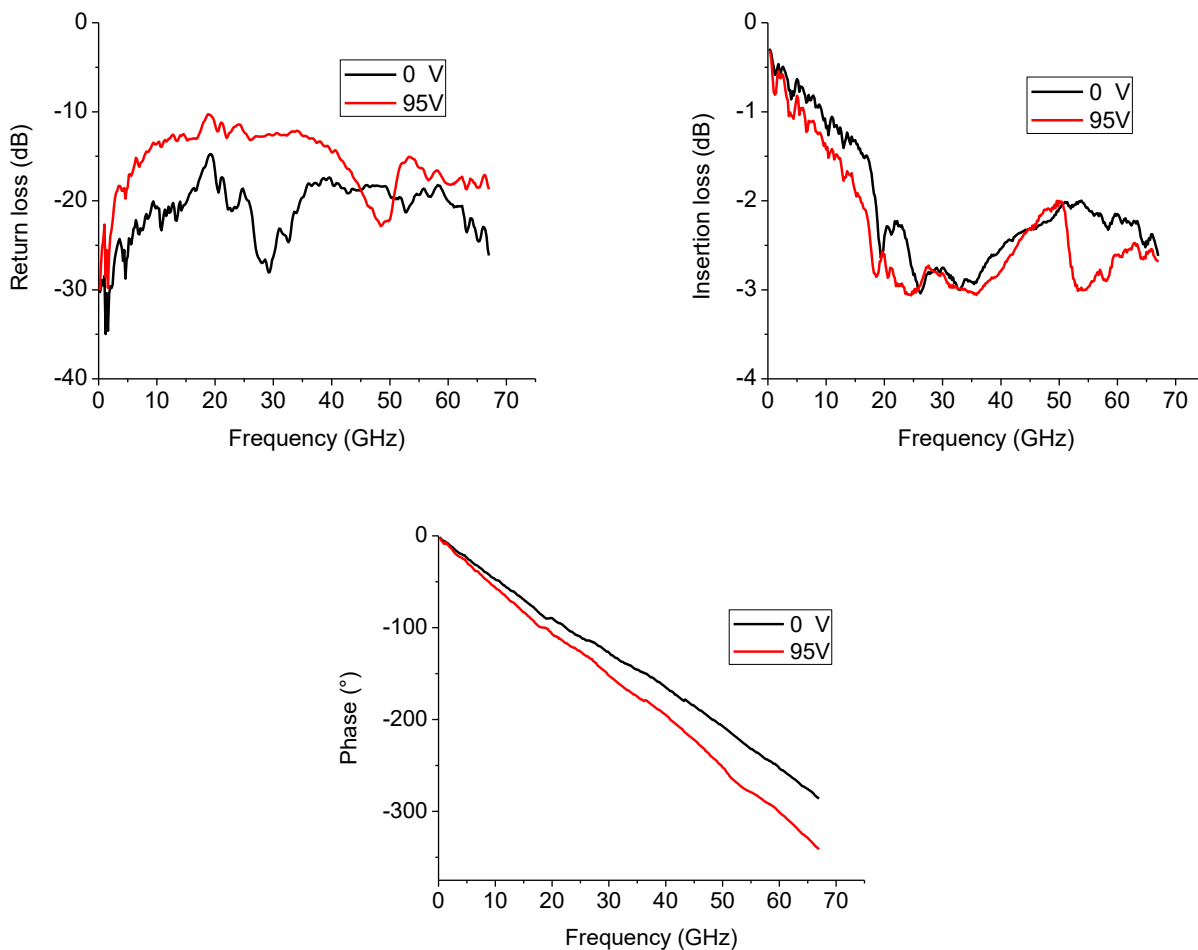 0
-10
-20
-30
-40
Return loss (dB)
0 V
95V
0 10 20 30 40 50 60 70
Frequency (GHz)
0
-1
-2
-3
-4
Insertion loss (dB)
0 V
95V
0 10 20 30 40 50 60 70
Frequency (GHz)
0
-100
-200
-300
Phase (°)
0 V
95V
0 10 20 30 40 50 60 70
Frequency (GHz)